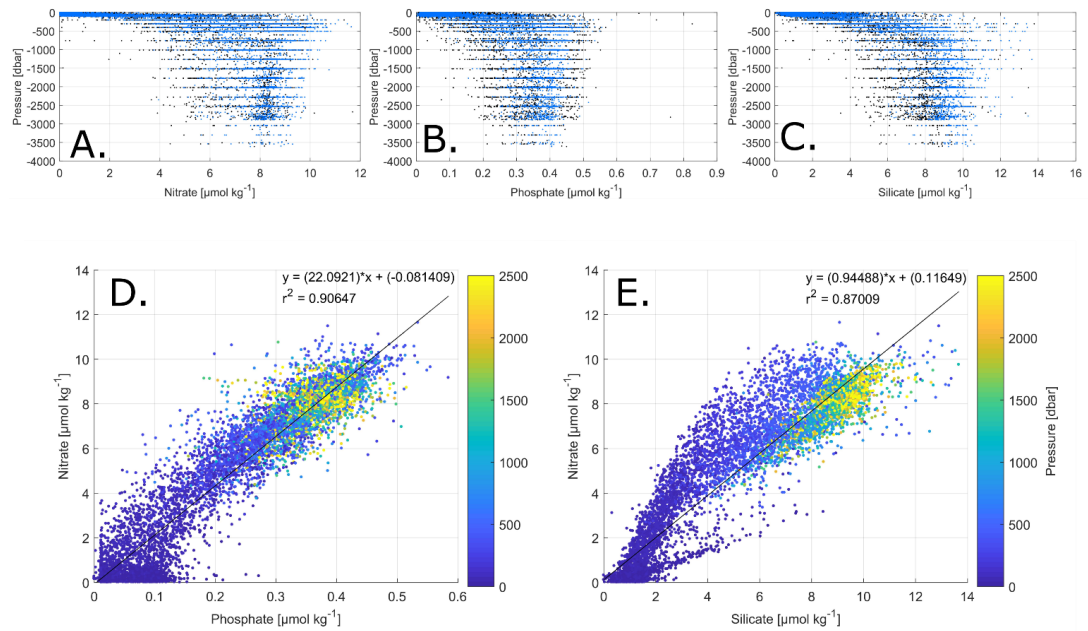 0
-500
-1000
-1500
-2000
-2500
-3000
-3500
-4000
Pressure [dbar]
A.
0 2 4 6 8 10 12
Nitrate [µmol kg-1]
0
-500
-1000
-1500
-2000
-2500
-3000
-3500
-4000
Pressure [dbar]
B.
0 0.1 0.2 0.3 0.4 0.5 0.6 0.7 0.8 0.9
Phosphate [µmol kg-1]
0
-500
-1000
-1500
-2000
-2500
-3000
-3500
-4000
Pressure [dbar]
C.
0 2 4 6 8 10 12 14 16
Silicate [µmol kg-1]
D.
y = (22.0921)*x + (-0.081409)
r2 = 0.90647
14
12
10
8
6
4
2
0
Nitrate [µmol kg-1]
0 0.1 0.2 0.3 0.4 0.5 0.6
Phosphate [µmol kg-1]
2500
2000
1500
1000
500
0
E.
y = (0.94488)*x + (0.11649)
r2 = 0.87009
14
12
10
8
6
4
2
0
Nitrate [µmol kg-1]
0 2 4 6 8 10 12 14
Silicate [µmol kg-1]
2500
2000
1500
1000
500
0
Pressure [dbar]